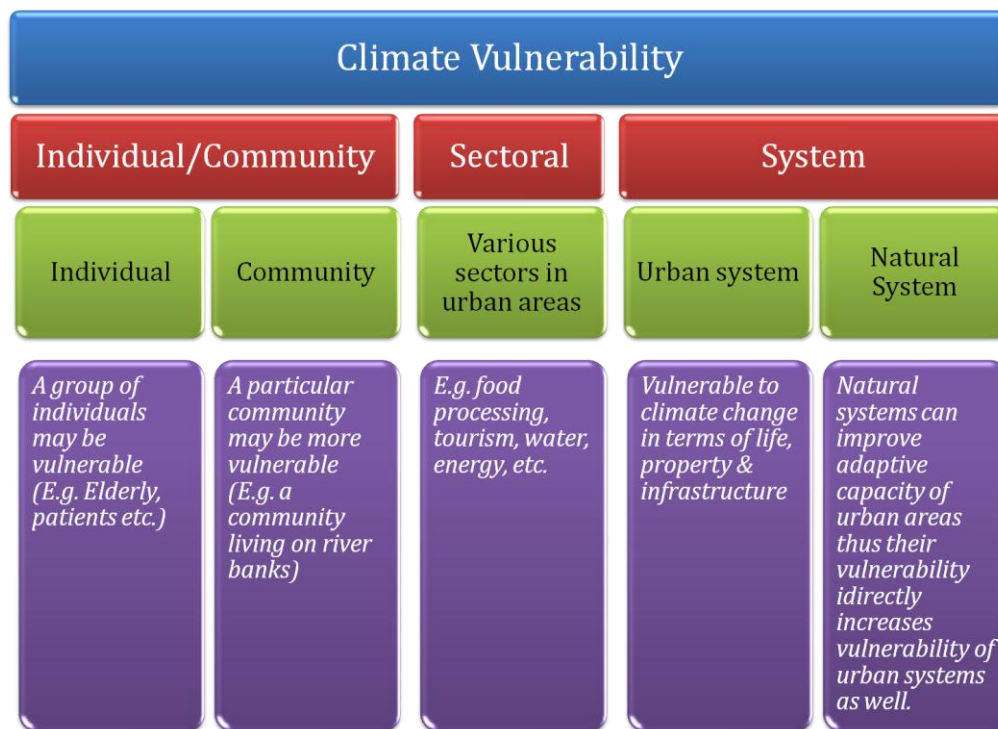 Climate Vulnerability
Individual/Community
Sectoral
System
Individual
Community
Various
sectors in
urban areas
Urban system
Natural
System
A group of
individuals
may be
vulnerable
(E.g. Elderly,
patients etc.)
A particular
community
may be more
vulnerable
(E.g. a
community
living on river
banks)
E.g. food
processing,
tourism, water,
energy, etc.
Vulnerable to
climate change
in terms of life,
property &
infrastructure
Natural
systems can
improve
adaptive
capacity of
urban areas
thus their
vulnerability
idirectly
increases
vulnerability of
urban systems
as well.